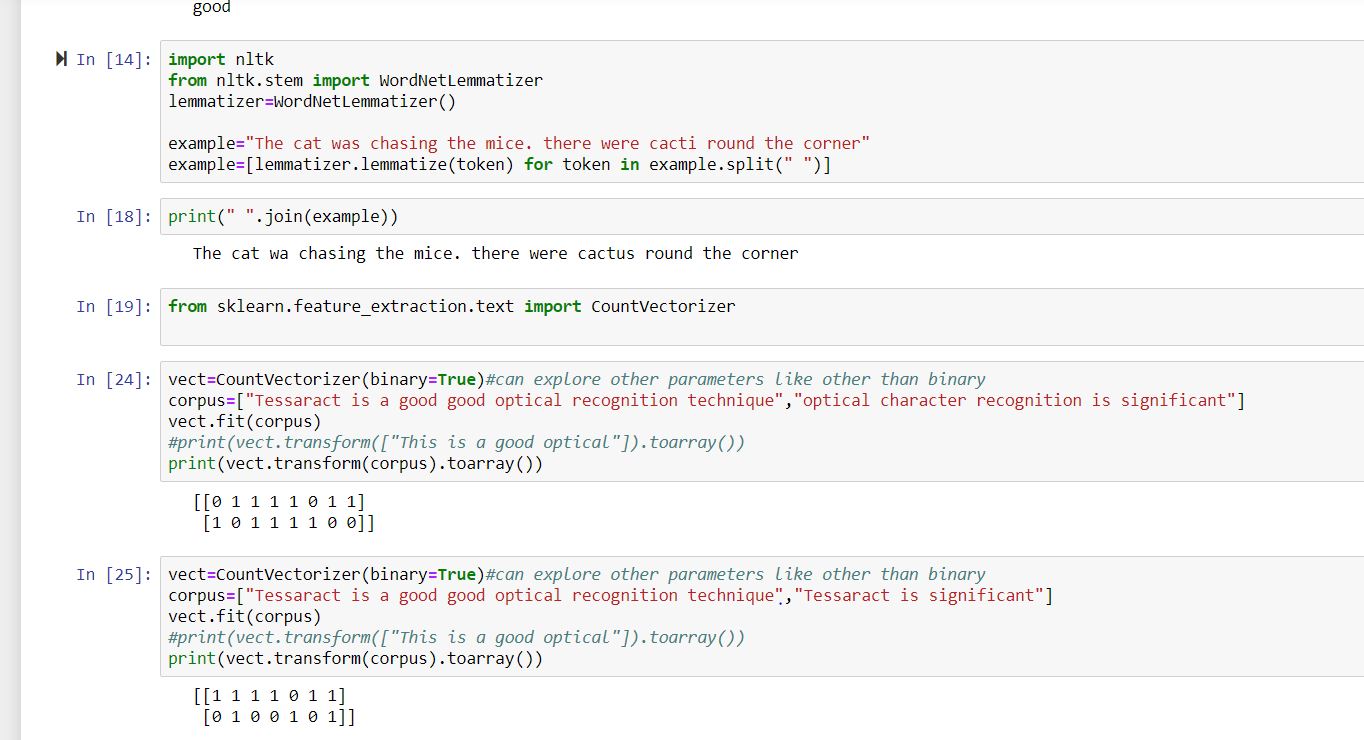 good
In [14]: import nltk
from nltk.stem import WordNetLemmatizer
lemmatizer=WordNetLemmatizer()
example="The cat was chasing the mice. there were cacti round the corner"
example=[lemmatizer.lemmatize(token) for token in example.split(" ")]
In [18]: print(" ".join(example))
The cat wa chasing the mice. there were cactus round the corner
In [19]: from sklearn.feature_extraction.text import CountVectorizer
In [24]: vect=CountVectorizer(binary=True)#can explore other parameters like other than binary
corpus=["Tessaract is a good good optical recognition technique","optical character recognition is significant"]
vect.fit(corpus)
#print(vect.transform(["This is a good optical"]).toarray())
print(vect.transform(corpus).toarray())
[[0 1 1 1 1 0 1 1]
[1 0 1 1 1 1 0 0]]
In [25]: vect=CountVectorizer(binary=True)#can explore other parameters like other than binary
corpus=["Tessaract is a good good optical recognition technique","Tessaract is significant"]
vect.fit(corpus)
#print(vect.transform(["This is a good optical"]).toarray())
print(vect.transform(corpus).toarray())
[[1 1 1 1 0 1 1]
[0 1 0 0 1 0 1]]